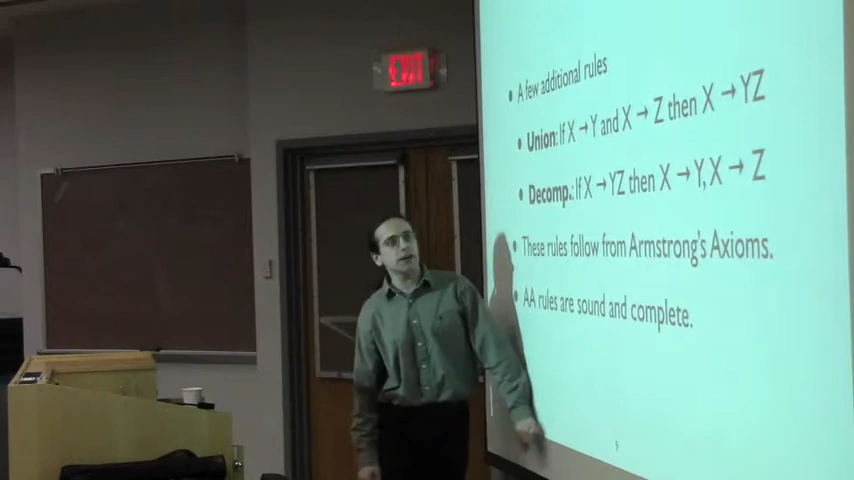 EXIT
• A few additional rules
• Union: If X → Y and X → Z then X → YZ
• Decomp.: If X → YZ then X → Y, X → Z
• These rules follow from Armstrong's Axioms.
• AA rules are sound and complete
9